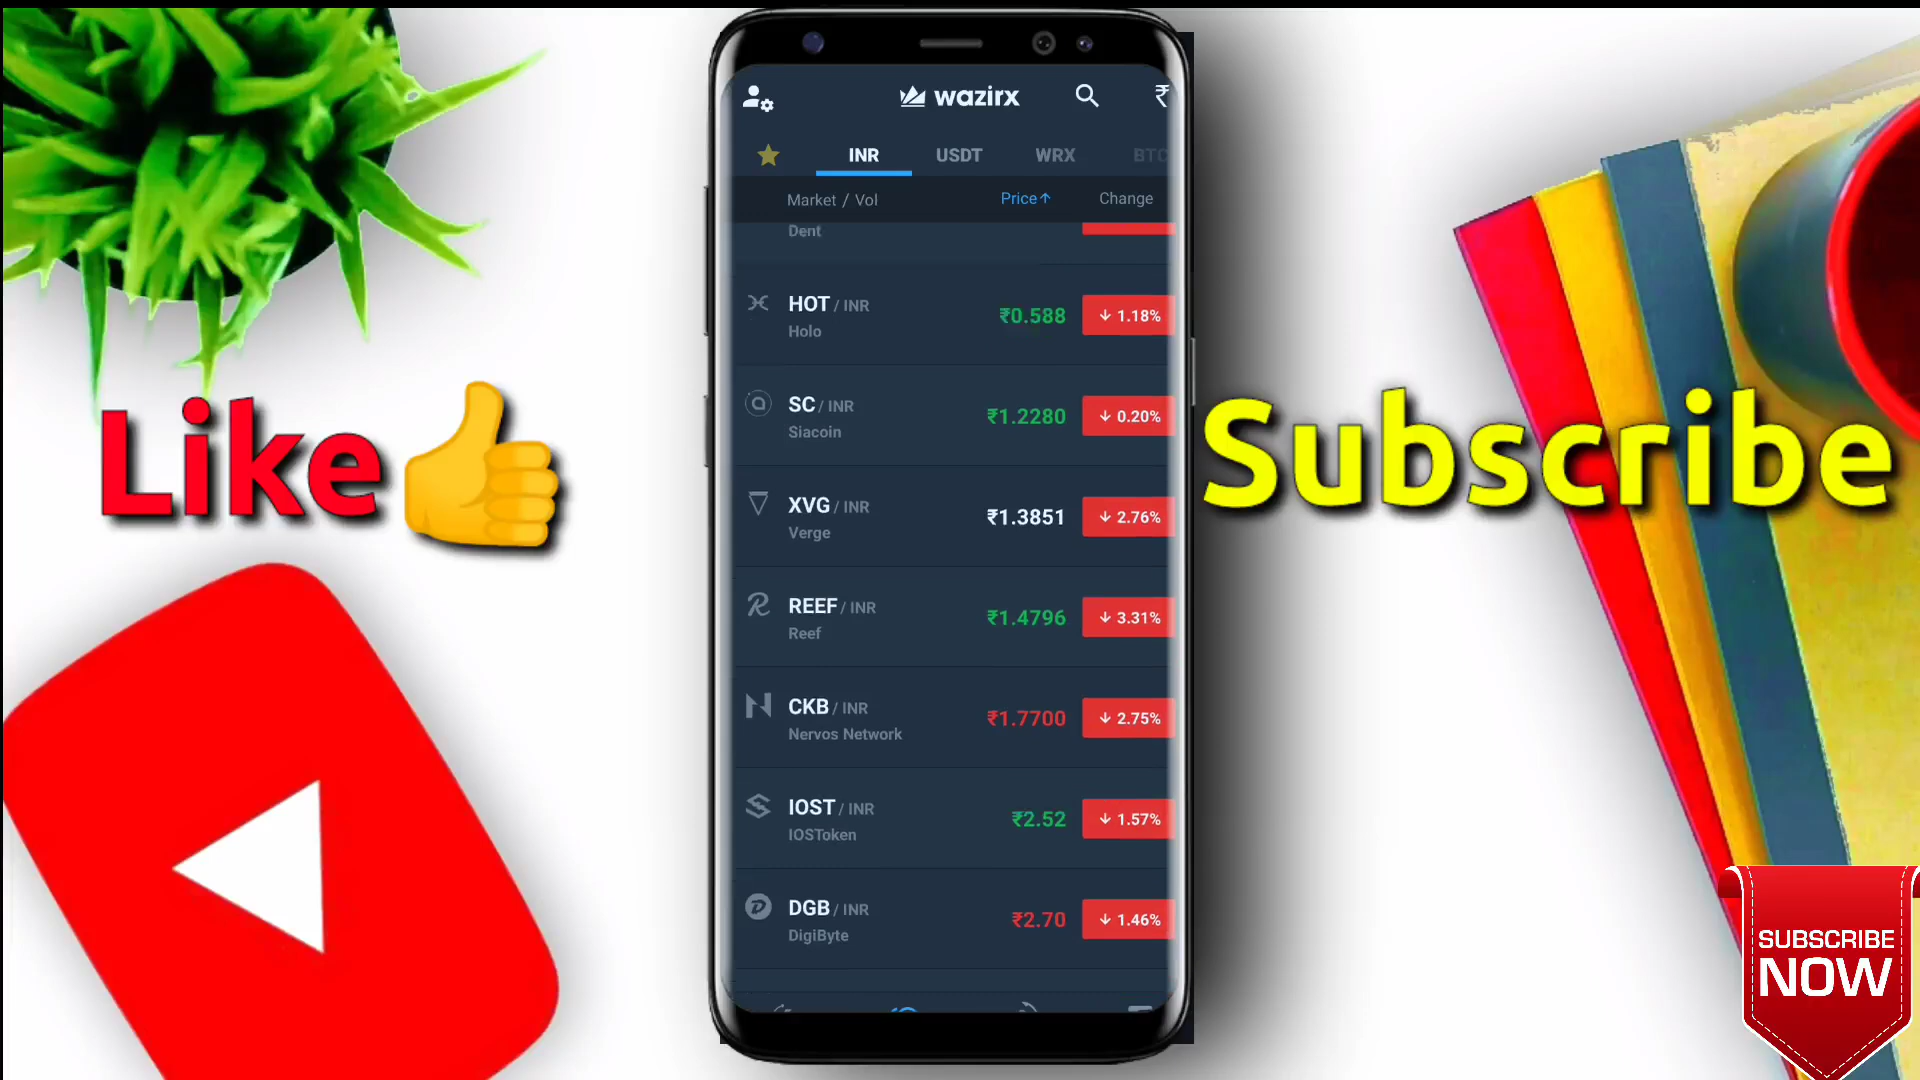 wazirx
₹
INR USDT WRX BTC
Market / Vol Price↑ Change
Dent
HOT / INR ₹0.588 ↓ 1.18%
Holo
SC / INR ₹1.2280 ↓ 0.20%
Siacoin
XVG / INR ₹1.3851 ↓ 2.76%
Verge
REEF / INR ₹1.4796 ↓ 3.31%
Reef
CKB / INR ₹1.7700 ↓ 2.75%
Nervos Network
IOST / INR ₹2.52 ↓ 1.57%
IOSToken
DGB / INR ₹2.70 ↓ 1.46%
DigiByte
Like
Subscribe
SUBSCRIBE
NOW